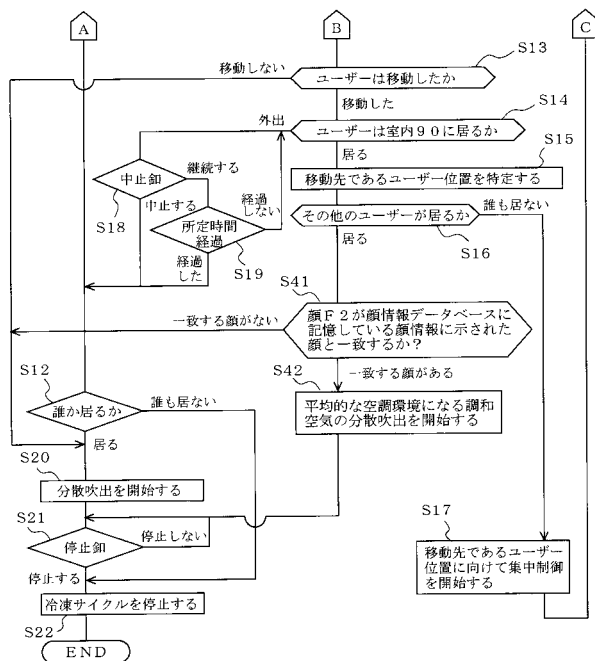 A
B
C
S13
移動しない
ユーザーは移動したか
移動した
S14
外出
ユーザーは室内90に居るか
居る
S15
中止釦
継続する
移動先であるユーザー位置を特定する
S18
中止する
経過
しない
所定時間
経過
S19
経過
した
その他のユーザーが居るか
誰も居ない
S16
居る
S41
顔F2が顔情報データベースに
記憶している顔情報に示された
顔と一致するか?
一致する顔がない
一致する顔がある
S42
S12
誰か居るか
誰も居ない
平均的な空調環境になる調和
空気の分散吹出を開始する
居る
S20
分散吹出を開始する
S21
停止釦
停止しない
停止する
S17
移動先であるユーザー
位置に向けて集中制御
を開始する
冷凍サイクルを停止する
S22
END